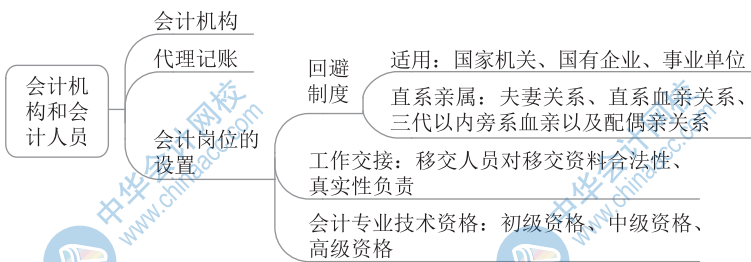 会计机构
代理记账
会计机
构和会
计人员
会计岗位的
设置
回避
制度
适用：国家机关、国有企业、事业单位
直系亲属：夫妻关系、直系血亲关系、
三代以内旁系血亲以及配偶亲关系
工作交接：移交人员对移交资料合法性、
真实性负责
会计专业技术资格：初级资格、中级资格、
高级资格
中华会计网校
www.chinaacc.com
中华会计网校
www.chinaacc.com